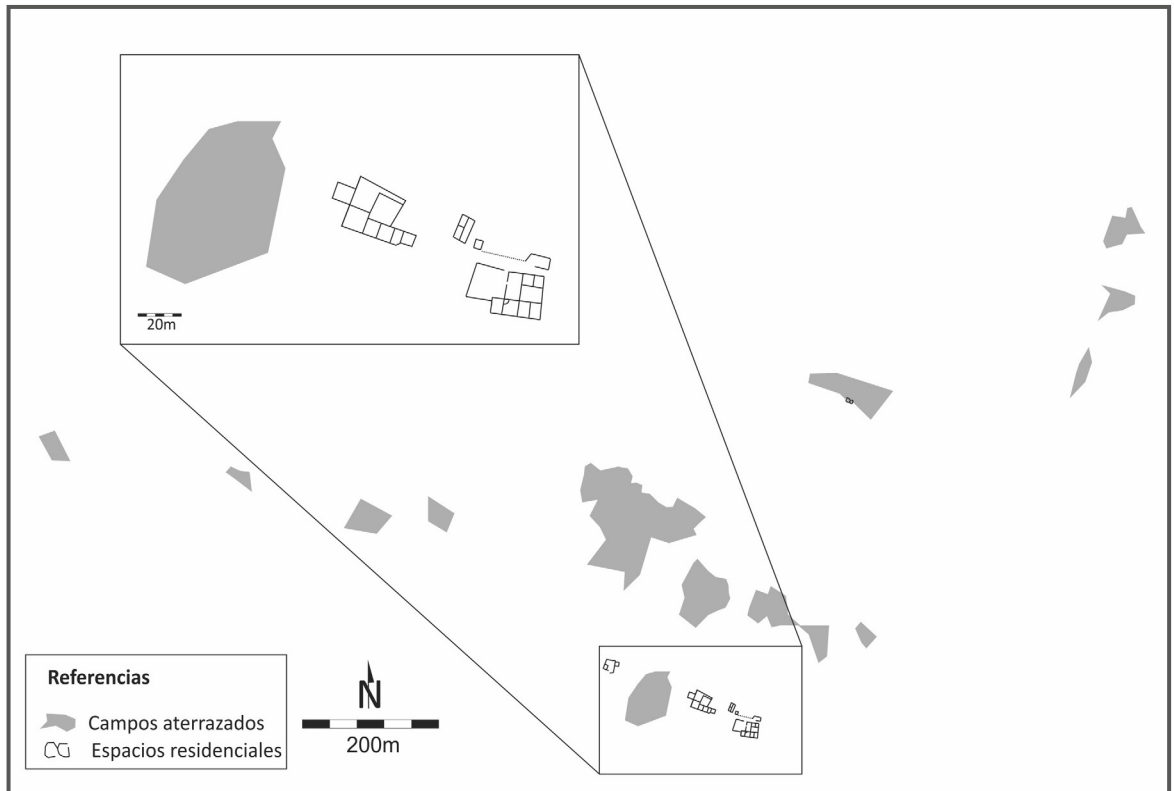 20m
Referencias
Campos aterrazados
Espacios residenciales
N
200m